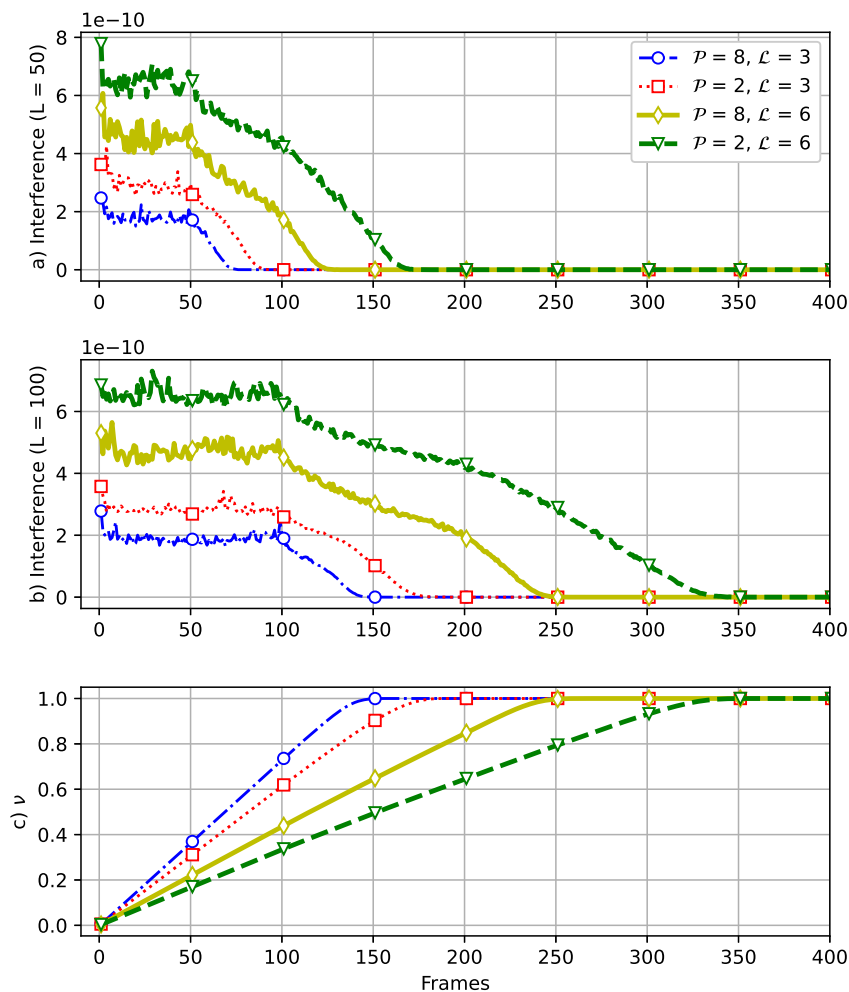 1e−10
a) Interference (L = 50)
8
6
4
2
0
𝒫 = 8, ℒ = 3
𝒫 = 2, ℒ = 3
𝒫 = 8, ℒ = 6
𝒫 = 2, ℒ = 6
0 50 100 150 200 250 300 350 400
1e−10
b) Interference (L = 100)
6
4
2
0
0 50 100 150 200 250 300 350 400
c) ν
1.0
0.8
0.6
0.4
0.2
0.0
0 50 100 150 200 250 300 350 400
Frames